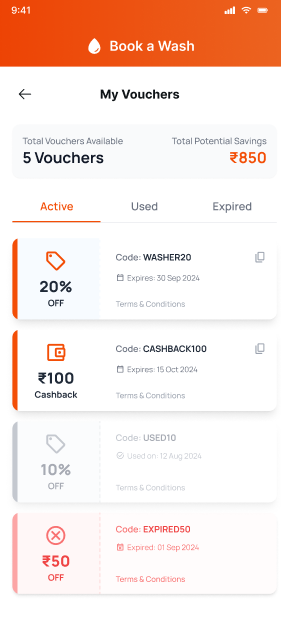 9:41
Book a Wash
My Vouchers
Total Vouchers Available
Total Potential Savings
5 Vouchers
₹850
Active
Used
Expired
20%
OFF
Code: WASHER20
Expires: 30 Sep 2024
Terms & Conditions
₹100
Cashback
Code: CASHBACK100
Expires: 15 Oct 2024
Terms & Conditions
10%
OFF
Code: USED10
Used on: 12 Aug 2024
Terms & Conditions
₹50
OFF
Code: EXPIRED50
Expired: 01 Sep 2024
Terms & Conditions